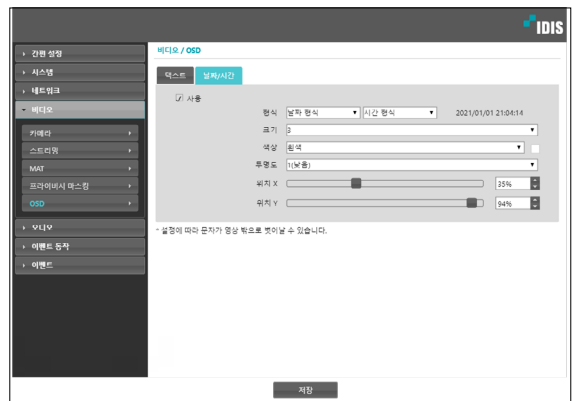 IDIS
간편 설정
시스템
네트워크
비디오
카메라
스트리밍
MAT
프라이버시 마스킹
OSD
오디오
이벤트 동작
이벤트
비디오 / OSD
텍스트 날짜/시간
사용
형식 날짜 형식 시간 형식 2021/01/01 21:04:14
크기 3
색상 흰색
투명도 1(낮음)
위치 X 35%
위치 Y 94%
* 설정에 따라 문자가 영상 밖으로 벗어날 수 있습니다.
저장